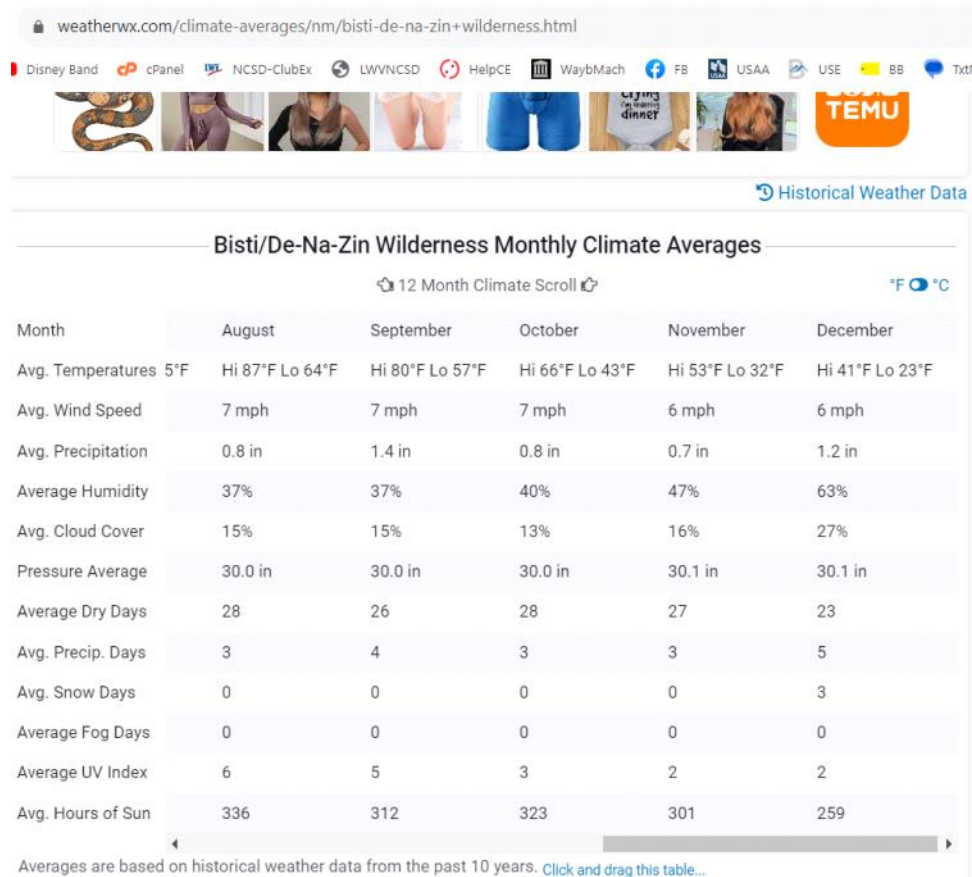 weatherwx.com/climate-averages/nm/bisti-de-na-zin+wilderness.html
Disney Band cPanel LWV NCSD-ClubEx LWVNCSD HelpCE WaybMach FB USAA USAA USE BB
crying
I'm ordering
dinner
TEMU
Historical Weather Data
Bisti/De-Na-Zin Wilderness Monthly Climate Averages
12 Month Climate Scroll
°F °C
Month August September October November December
Avg. Temperatures 5°F Hi 87°F Lo 64°F Hi 80°F Lo 57°F Hi 66°F Lo 43°F Hi 53°F Lo 32°F Hi 41°F Lo 23°F
Avg. Wind Speed 7 mph 7 mph 7 mph 6 mph 6 mph
Avg. Precipitation 0.8 in 1.4 in 0.8 in 0.7 in 1.2 in
Average Humidity 37% 37% 40% 47% 63%
Avg. Cloud Cover 15% 15% 13% 16% 27%
Pressure Average 30.0 in 30.0 in 30.0 in 30.1 in 30.1 in
Average Dry Days 28 26 28 27 23
Avg. Precip. Days 3 4 3 3 5
Avg. Snow Days 0 0 0 0 3
Average Fog Days 0 0 0 0 0
Average UV Index 6 5 3 2 2
Avg. Hours of Sun 336 312 323 301 259
Averages are based on historical weather data from the past 10 years. Click and drag this table...